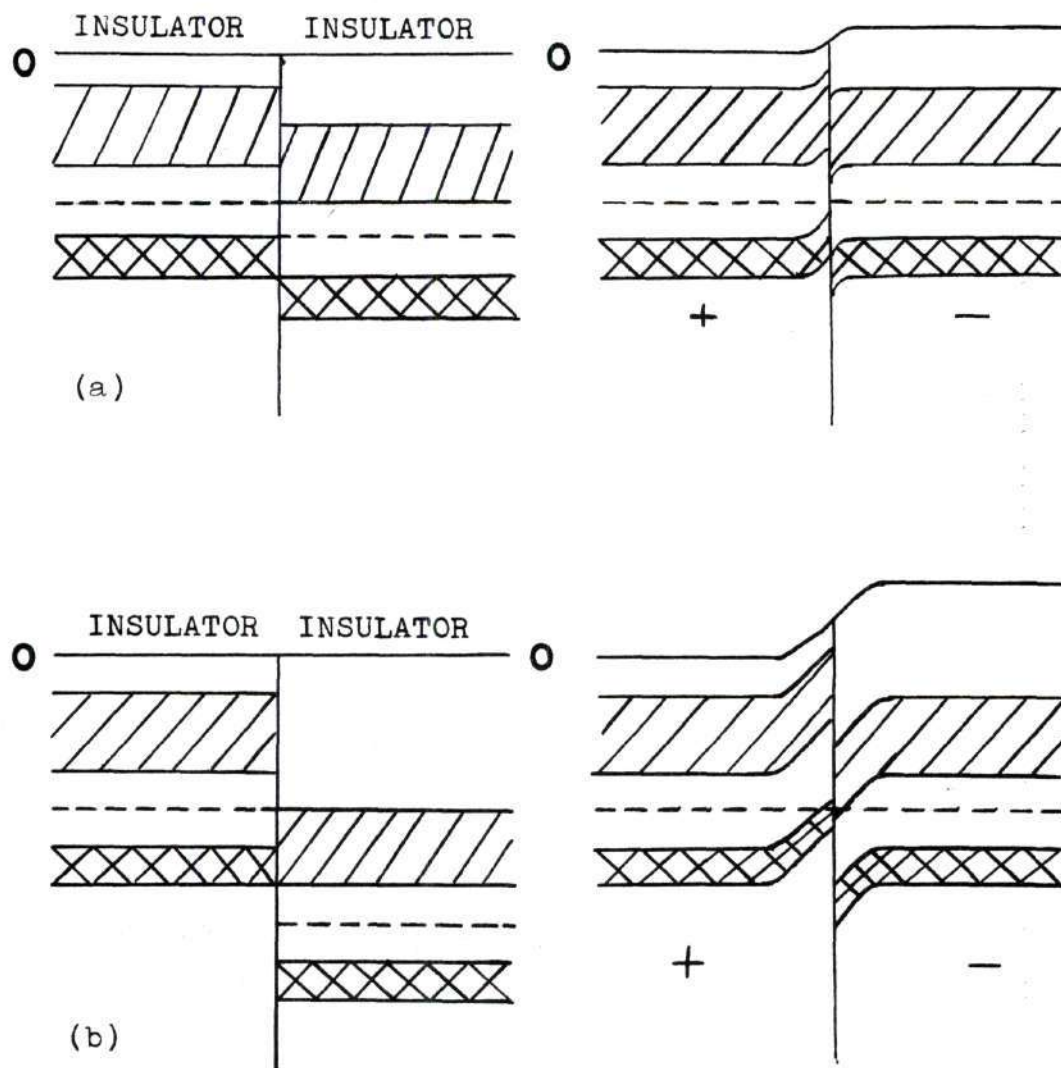 INSULATOR INSULATOR
O O
+ −
(a)
INSULATOR INSULATOR
O O
+ −
(b)